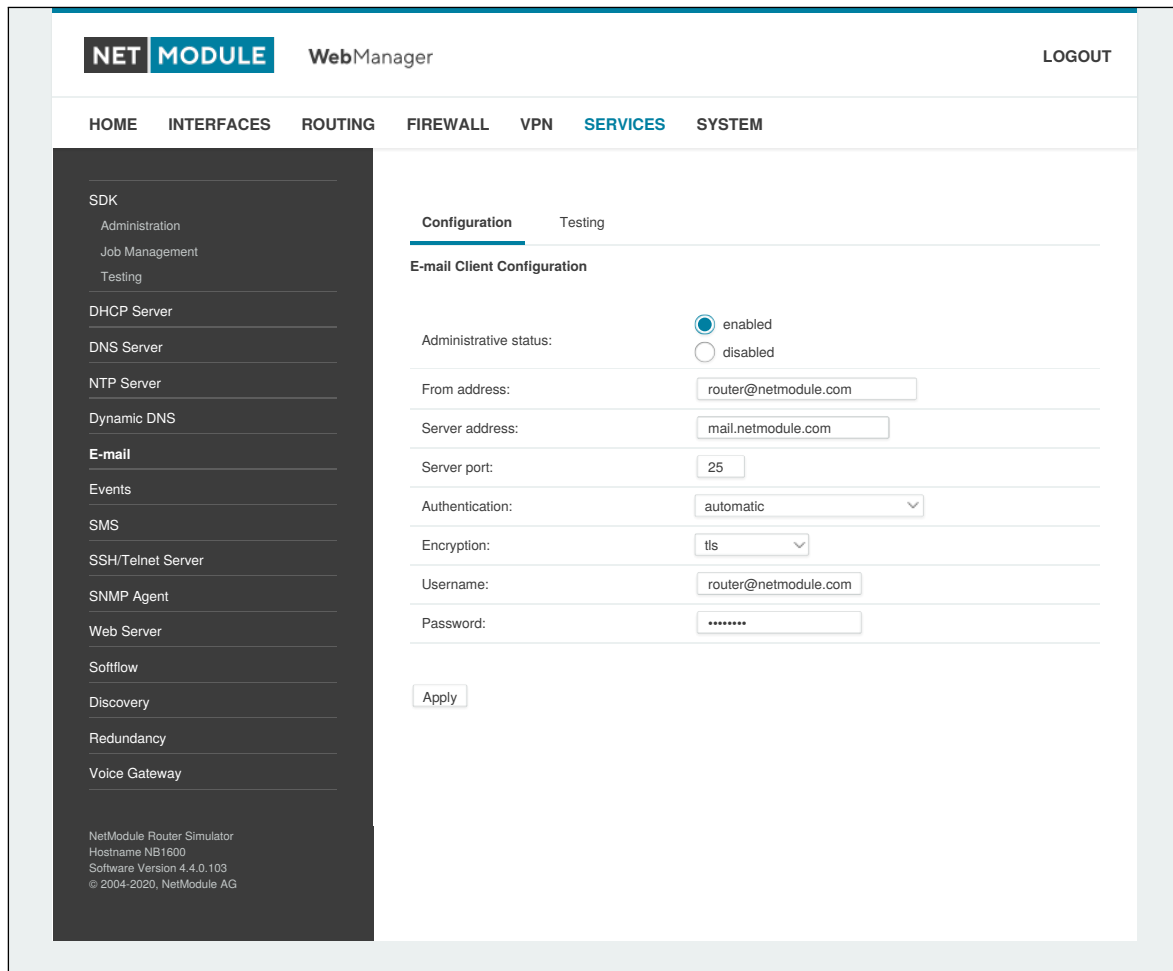 NET MODULE WebManager LOGOUT
HOME INTERFACES ROUTING FIREWALL VPN SERVICES SYSTEM
SDK
Administration
Job Management
Testing
DHCP Server
DNS Server
NTP Server
Dynamic DNS
E-mail
Events
SMS
SSH/Telnet Server
SNMP Agent
Web Server
Softflow
Discovery
Redundancy
Voice Gateway
NetModule Router Simulator
Hostname NB1600
Software Version 4.4.0.103
© 2004-2020, NetModule AG
Configuration Testing
E-mail Client Configuration
Administrative status: enabled
disabled
From address: router@netmodule.com
Server address: mail.netmodule.com
Server port: 25
Authentication: automatic
Encryption: tls
Username: router@netmodule.com
Password: ••••••••
Apply